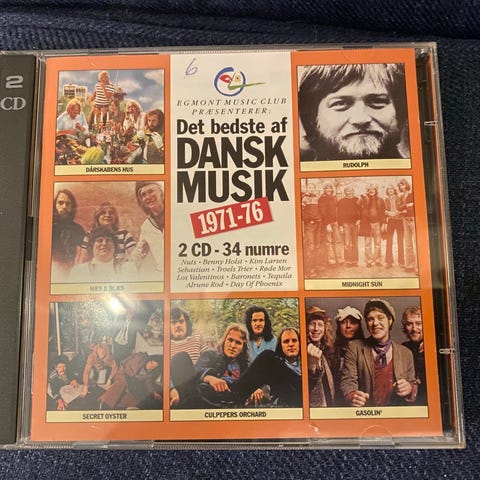 2
CD
6
EGMONT MUSIC CLUB
PRÆSENTERER:
Det bedste af
DANSK
MUSIK
1971-76
2 CD - 34 numre
Nuts • Benny Holst • Kim Larsen
Sebastian • Troels Trier • Røde Mor
Los Valentinos • Baronets • Tequila
Alrune Rod • Day Of Phoenix
DÅRSKABENS HUS
RUDOLPH
MIDNIGHT SUN
SECRET OYSTER
CULPEPERS ORCHARD
GASOLIN'